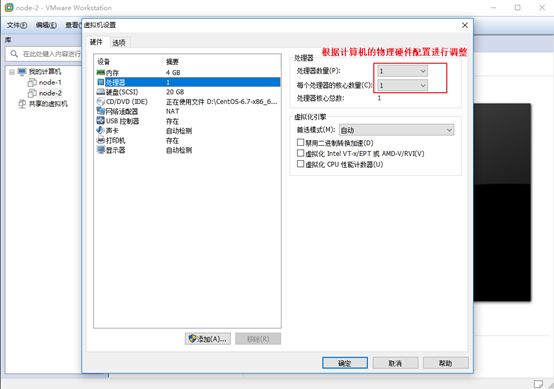 node-2 - VMware Workstation
文件(F) 编辑(E) 查看(
库
在此处键入内容进行
我的计算机
node-1
node-2
共享的虚拟机
虚拟机设置
硬件 选项
设备 摘要
内存 4 GB
处理器 1
硬盘(SCSI) 20 GB
CD/DVD (IDE) 正在使用文件 D:\CentOS-6.7-x86_6...
网络适配器 NAT
USB 控制器 存在
声卡 自动检测
打印机 存在
显示器 自动检测
添加(A)... 移除(R)
根据计算机的物理硬件配置进行调整
处理器
处理器数量(P): 1
每个处理器的核心数量(C): 1
处理器核心总数: 1
虚拟化引擎
首选模式(M): 自动
禁用二进制转换加速(D)
虚拟化 Intel VT-x/EPT 或 AMD-V/RVI(V)
虚拟化 CPU 性能计数器(U)
确定 取消 帮助